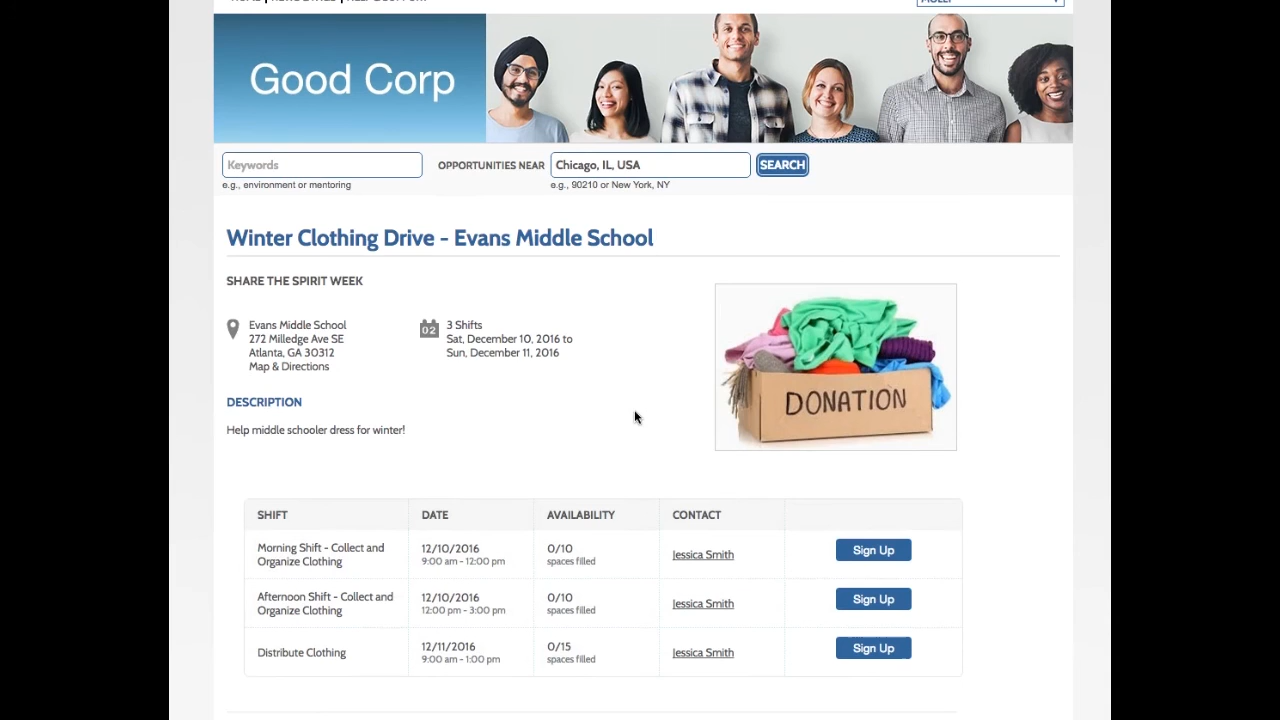 Good Corp
Keywords
OPPORTUNITIES NEAR
Chicago, IL, USA
SEARCH
e.g., environment or mentoring
e.g., 90210 or New York, NY
Winter Clothing Drive - Evans Middle School
SHARE THE SPIRIT WEEK
Evans Middle School
272 Milledge Ave SE
Atlanta, GA 30312
Map & Directions
02
3 Shifts
Sat, December 10, 2016 to
Sun, December 11, 2016
DONATION
DESCRIPTION
Help middle schooler dress for winter!
SHIFT DATE AVAILABILITY CONTACT
Morning Shift - Collect and
Organize Clothing
12/10/2016
9:00 am - 12:00 pm
0/10
spaces filled
Jessica Smith
Sign Up
Afternoon Shift - Collect and
Organize Clothing
12/10/2016
12:00 pm - 3:00 pm
0/10
spaces filled
Jessica Smith
Sign Up
Distribute Clothing
12/11/2016
9:00 am - 1:00 pm
0/15
spaces filled
Jessica Smith
Sign Up